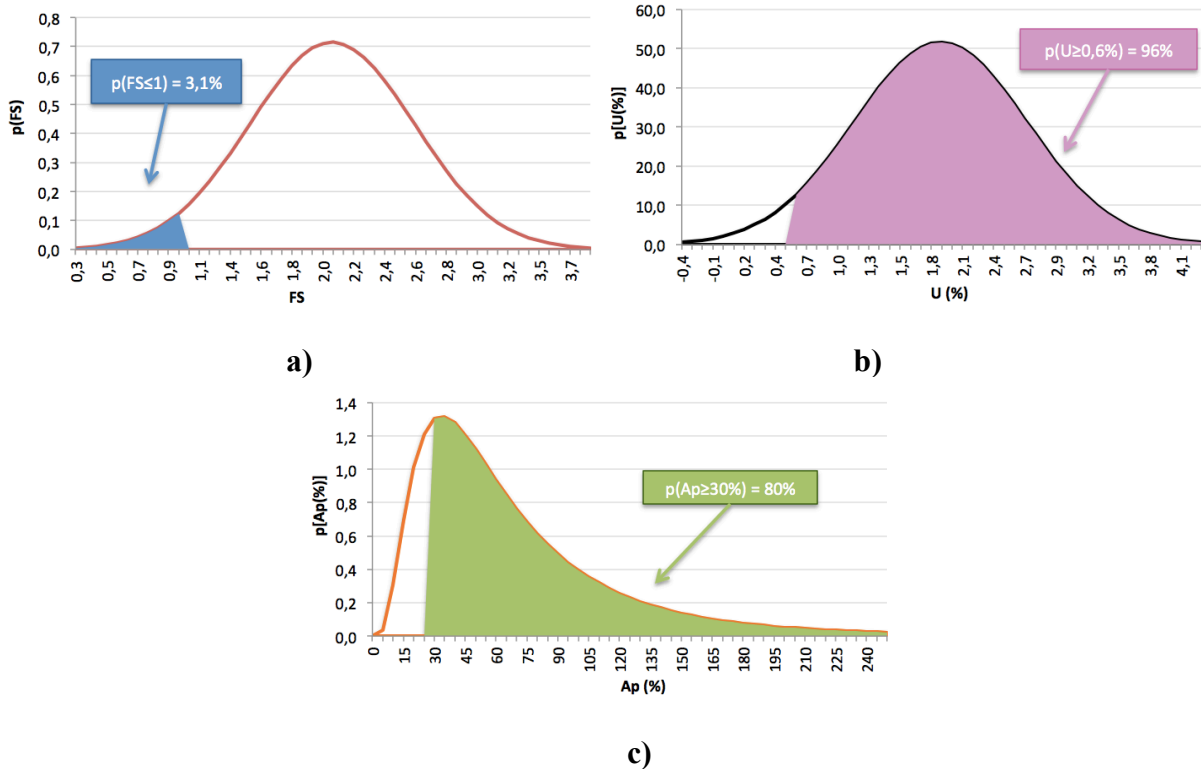 0,8
0,7
0,6
0,5
0,4
0,3
0,2
0,1
0,0
p(FS)
p(FS≤1) = 3,1%
0,3 0,5 0,7 0,9 1,1 1,4 1,6 1,8 2,0 2,2 2,4 2,6 2,8 3,0 3,2 3,5 3,7
FS
a)
60,0
50,0
40,0
30,0
20,0
10,0
0,0
p[U(%)]
p(U≥0,6%) = 96%
-0,4 -0,1 0,2 0,4 0,7 1,0 1,3 1,5 1,8 2,1 2,4 2,7 2,9 3,2 3,5 3,8 4,1
U (%)
b)
1,4
1,2
1,0
0,8
0,6
0,4
0,2
0,0
p[Ap(%)]
p(Ap≥30%) = 80%
0 15 30 45 60 75 90 105 120 135 150 165 180 195 210 225 240
Ap (%)
c)